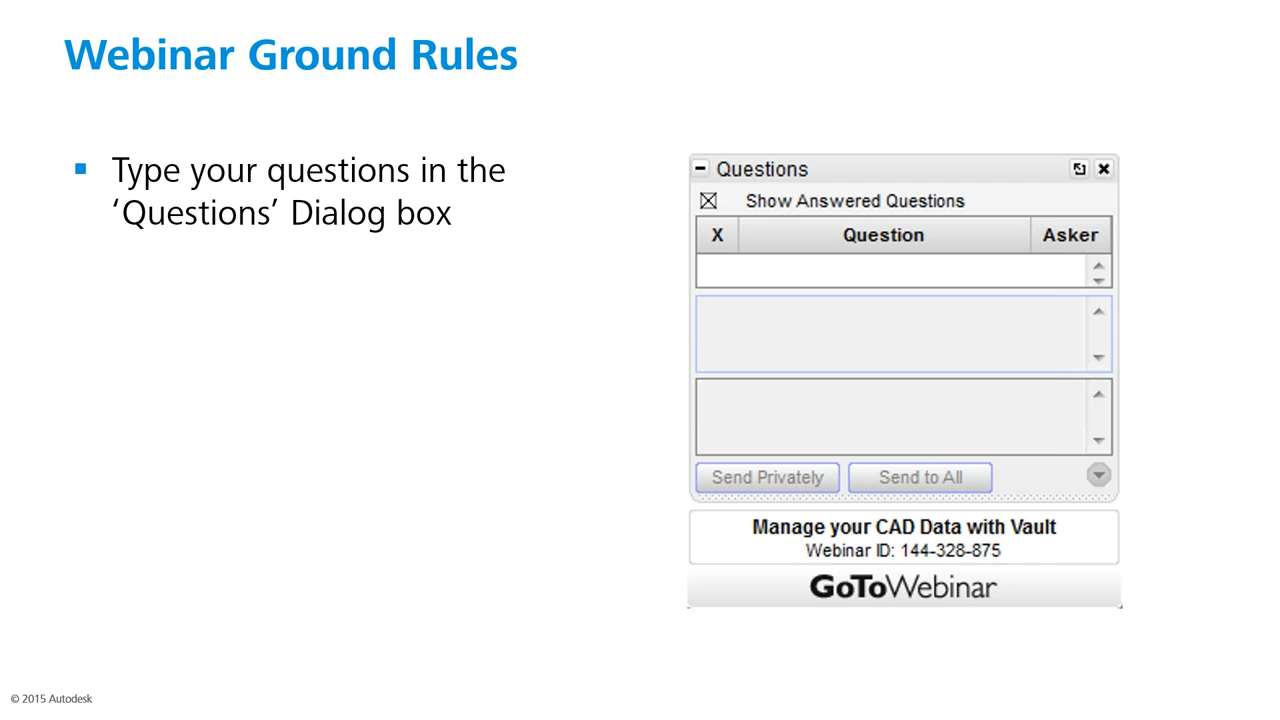 Webinar Ground Rules
Type your questions in the
‘Questions’ Dialog box
Questions
Show Answered Questions
X Question Asker
Send Privately Send to All
Manage your CAD Data with Vault
Webinar ID: 144-328-875
GoToWebinar
© 2015 Autodesk